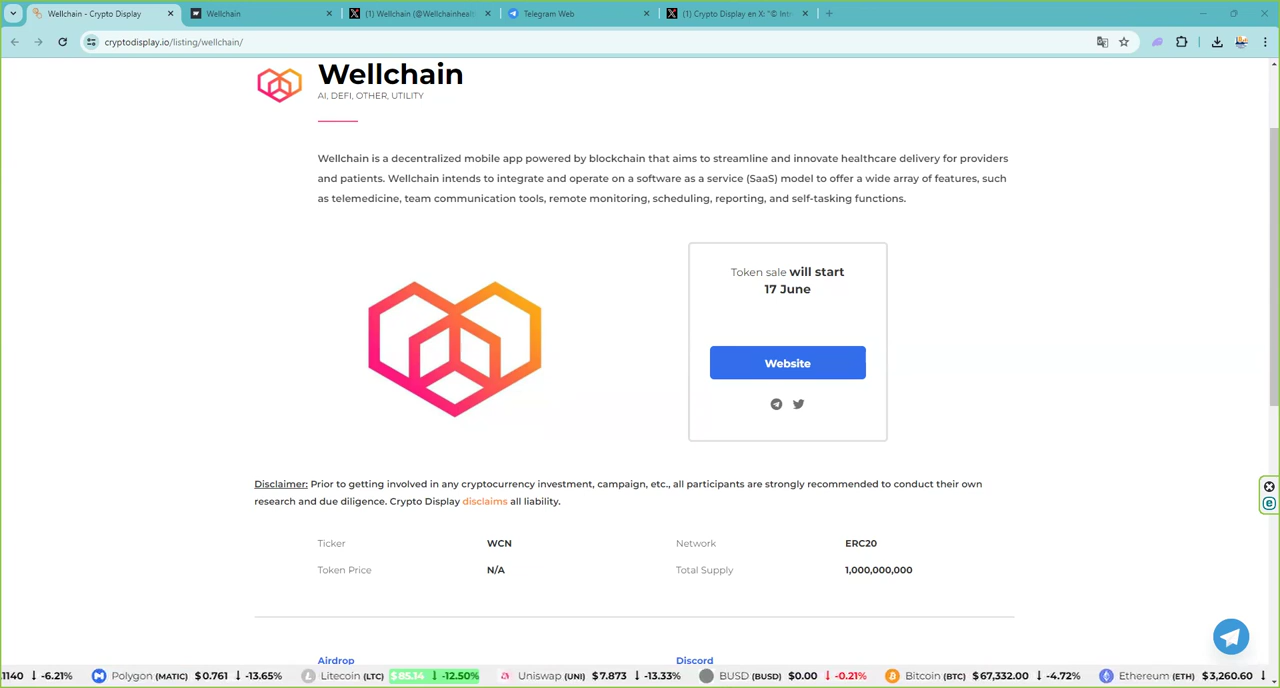 Wellchain - Crypto Display
Wellchain
(1) Wellchain (@Wellchainheal
Telegram Web
(1) Crypto Display en X: "© Intr
cryptodisplay.io/listing/wellchain/
Wellchain
AI, DEFI, OTHER, UTILITY
Wellchain is a decentralized mobile app powered by blockchain that aims to streamline and innovate healthcare delivery for providers
and patients. Wellchain intends to integrate and operate on a software as a service (SaaS) model to offer a wide array of features, such
as telemedicine, team communication tools, remote monitoring, scheduling, reporting, and self-tasking functions.
Token sale will start
17 June
Website
Disclaimer: Prior to getting involved in any cryptocurrency investment, campaign, etc., all participants are strongly recommended to conduct their own
research and due diligence. Crypto Display disclaims all liability.
Ticker WCN Network ERC20
Token Price N/A Total Supply 1,000,000,000
Airdrop Discord
.1140 ↓ -6.21% Polygon (MATIC) $0.761 ↓ -13.65% Litecoin (LTC) $85.14 ↓ -12.50% Uniswap (UNI) $7.873 ↓ -13.33% BUSD (BUSD) $0.00 ↓ -0.21% Bitcoin (BTC) $67,332.00 ↓ -4.72% Ethereum (ETH) $3,260.60 ↓